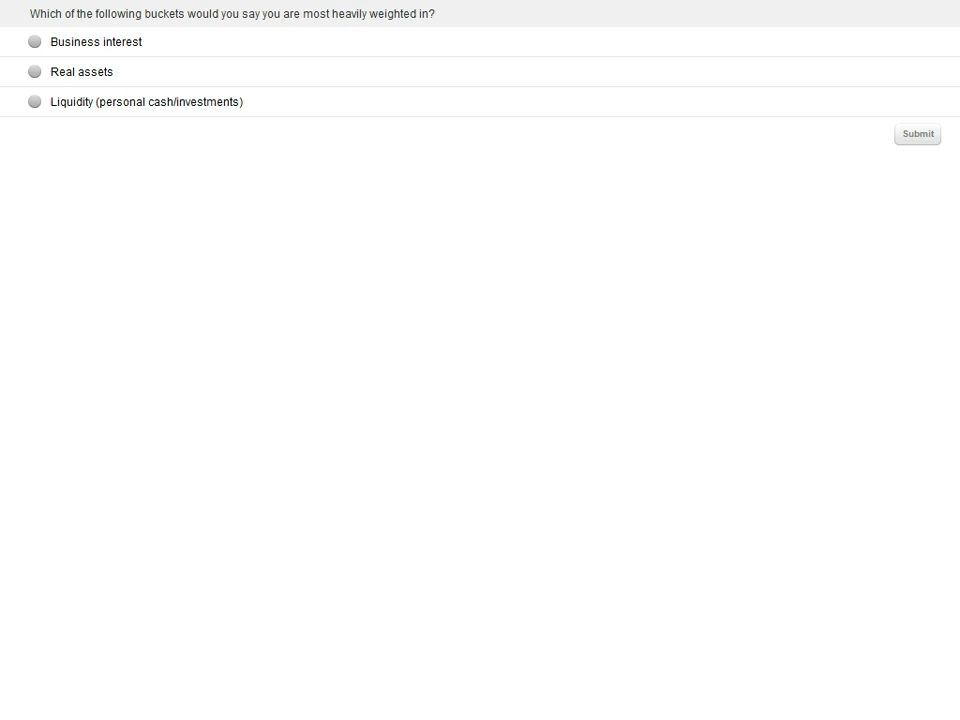 Which of the following buckets would you say you are most heavily weighted in?
Business interest
Real assets
Liquidity (personal cash/investments)
Submit